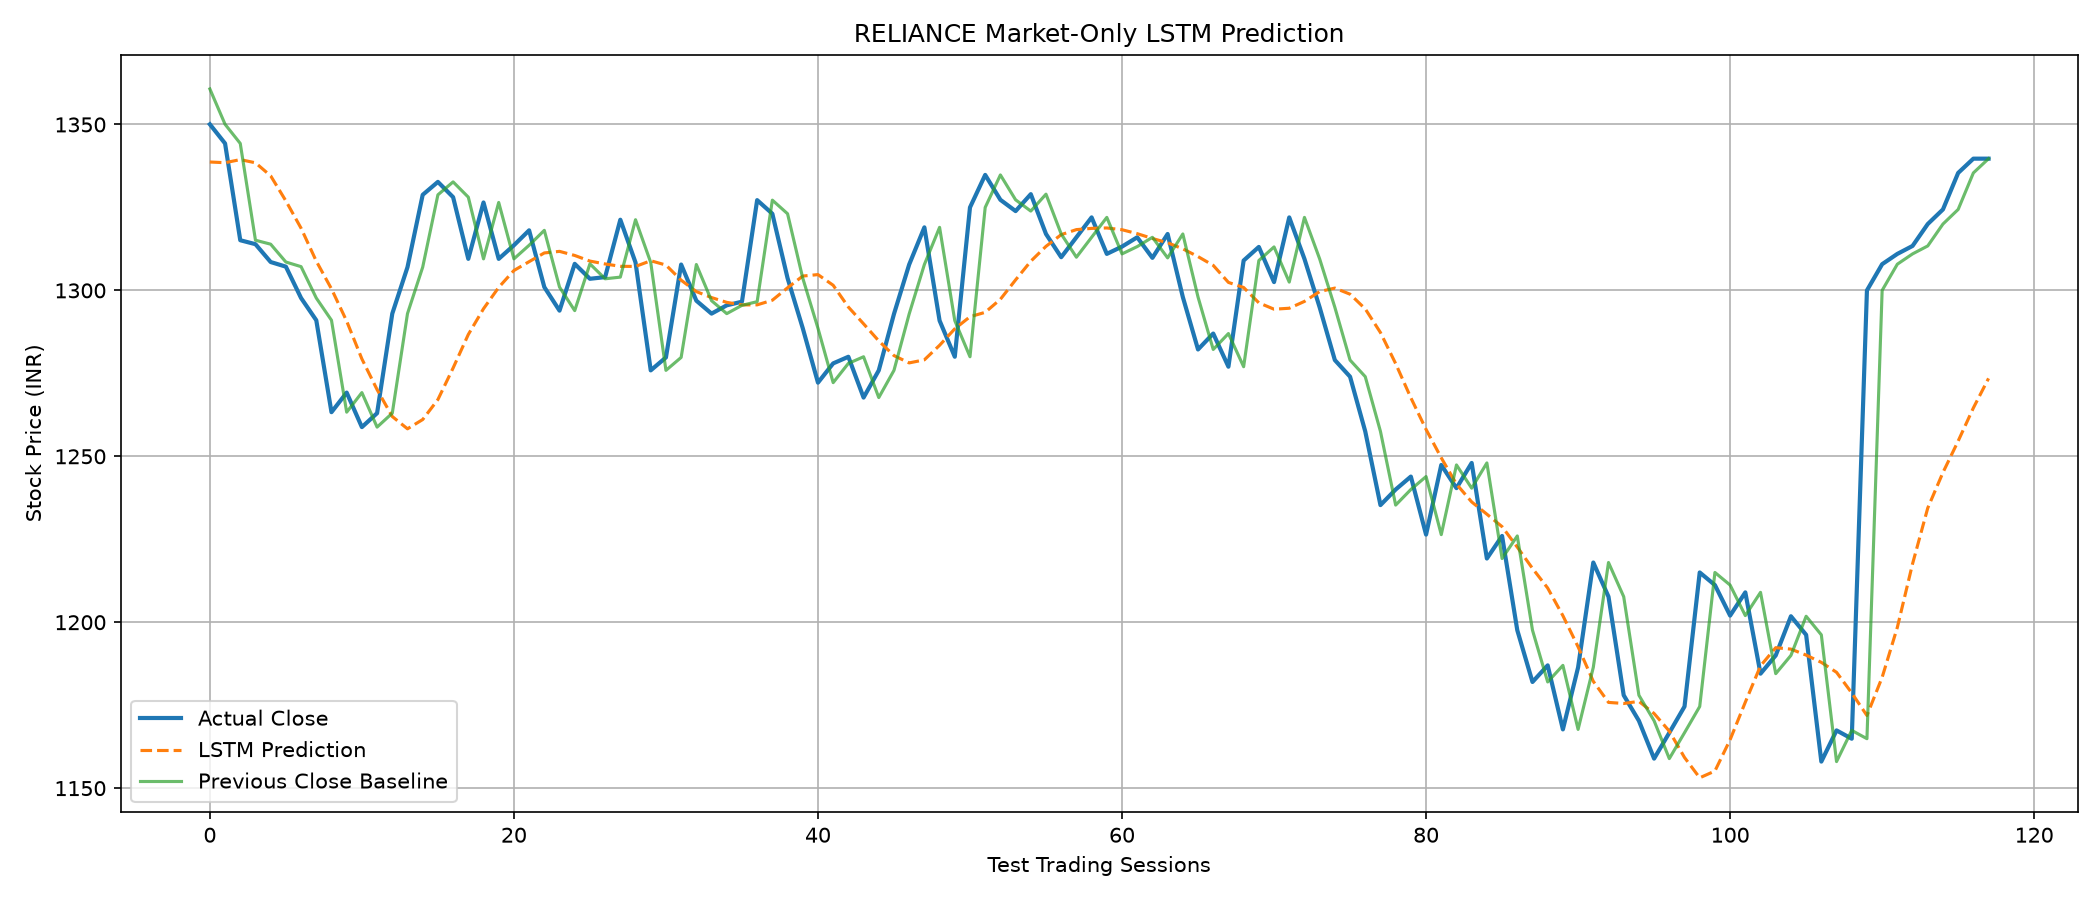 RELIANCE Market-Only LSTM Prediction
Stock Price (INR)
1350
1300
1250
1200
1150
Actual Close
LSTM Prediction
Previous Close Baseline
0 20 40 60 80 100 120
Test Trading Sessions